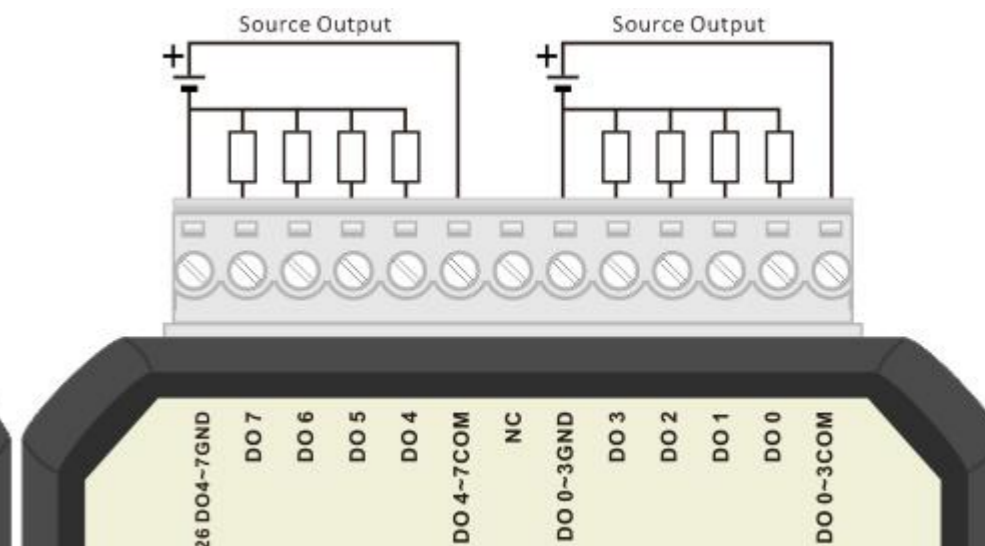 Source Output
Source Output
+
+
26 DO4~7GND
DO 7
DO 6
DO 5
DO 4
DO 4~7COM
NC
DO 0~3GND
DO 3
DO 2
DO 1
DO 0
DO 0~3COM